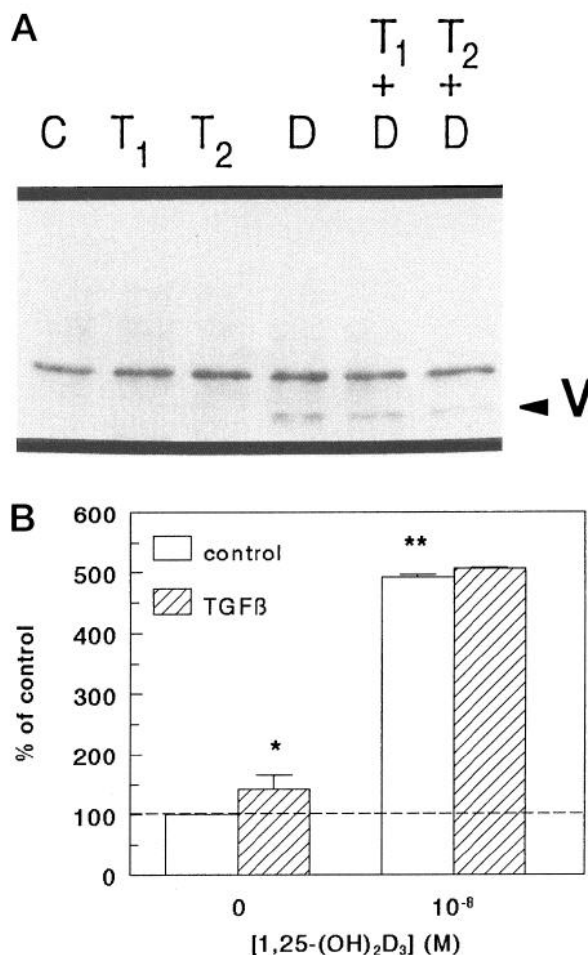 A
T₁ T₂
+ +
C T₁ T₂ D D D
V
B
600
500
400
300
200
100
0
% of control
control
TGFβ
*
**
0 10⁻⁸
[1,25-(OH)₂D₃] (M)